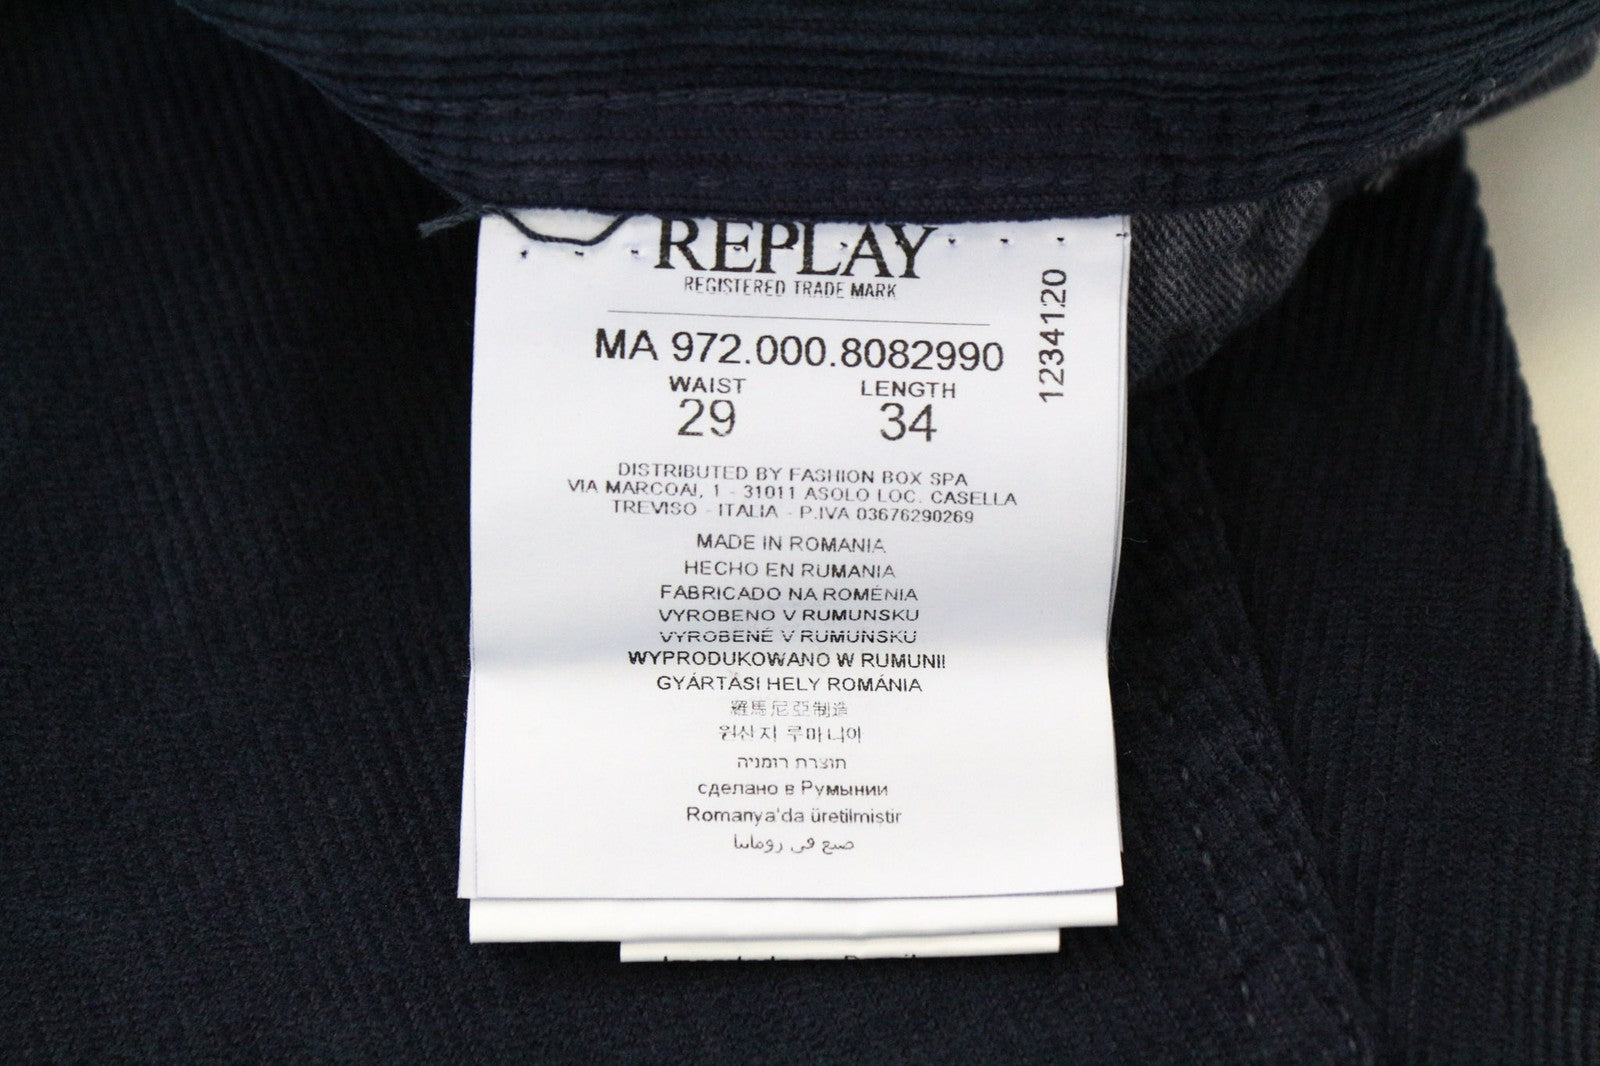 REPLAY
REGISTERED TRADE MARK
1234120
MA 972.000.8082990
WAIST LENGTH
29 34
DISTRIBUTED BY FASHION BOX SPA
VIA MARCOAI, 1 - 31011 ASOLO LOC. CASELLA
TREVISO - ITALIA - P.IVA 03676290269
MADE IN ROMANIA
HECHO EN RUMANIA
FABRICADO NA ROMÉNIA
VYROBENO V RUMUNSKU
VYROBENÉ V RUMUNSKU
WYPRODUKOWANO W RUMUNII
GYÁRTÁSI HELY ROMÁNIA
羅馬尼亞制造
원산지 루마니아
תוצרת רומניה
сделано в Румынии
Romanya'da üretilmistir
صنع في رومانيا